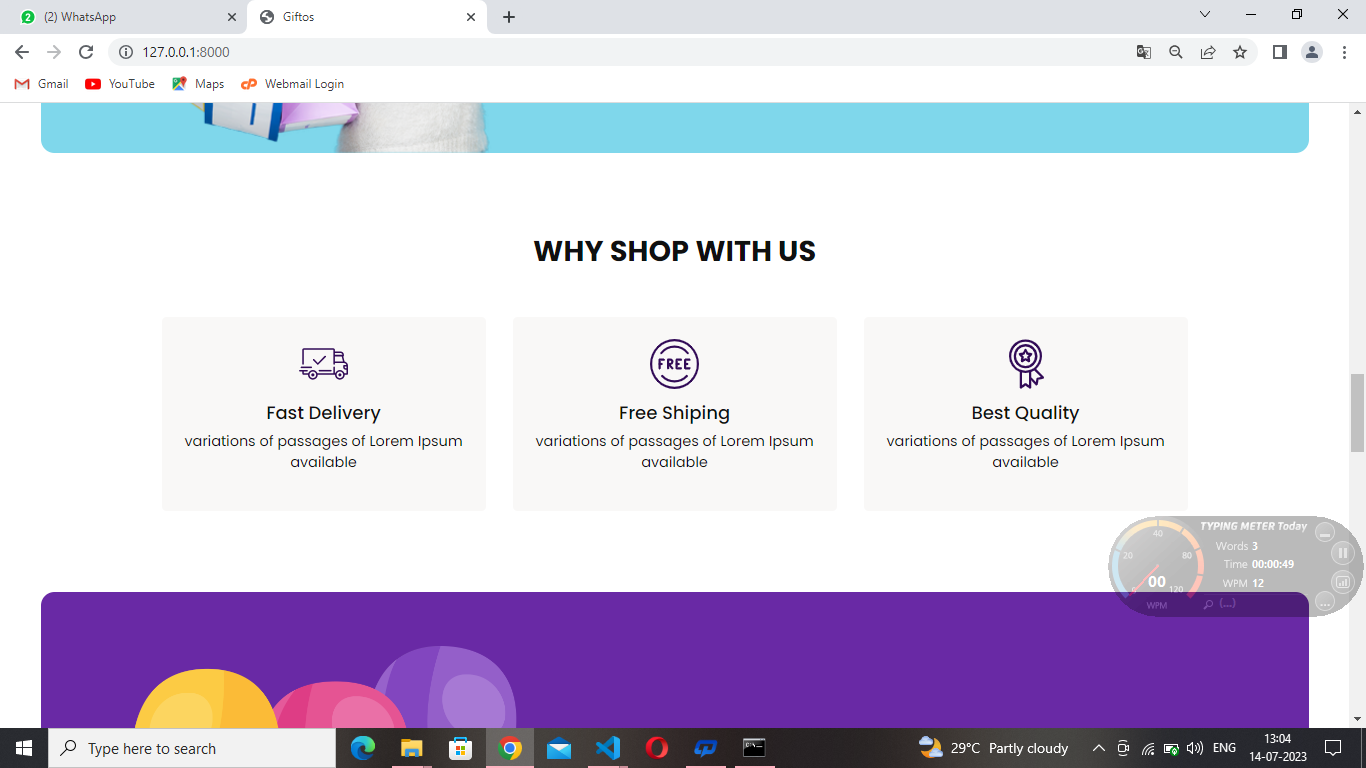 (2) WhatsApp
Giftos
127.0.0.1:8000
Gmail
YouTube
Maps
Webmail Login
WHY SHOP WITH US
FREE
Fast Delivery
variations of passages of Lorem Ipsum
available
Free Shiping
variations of passages of Lorem Ipsum
available
Best Quality
variations of passages of Lorem Ipsum
available
TYPING METER Today
Words 3
Time 00:00:49
WPM 12
(...)
0
20
40
80
120
00
WPM
Type here to search
29°C Partly cloudy
ENG
13:04
14-07-2023